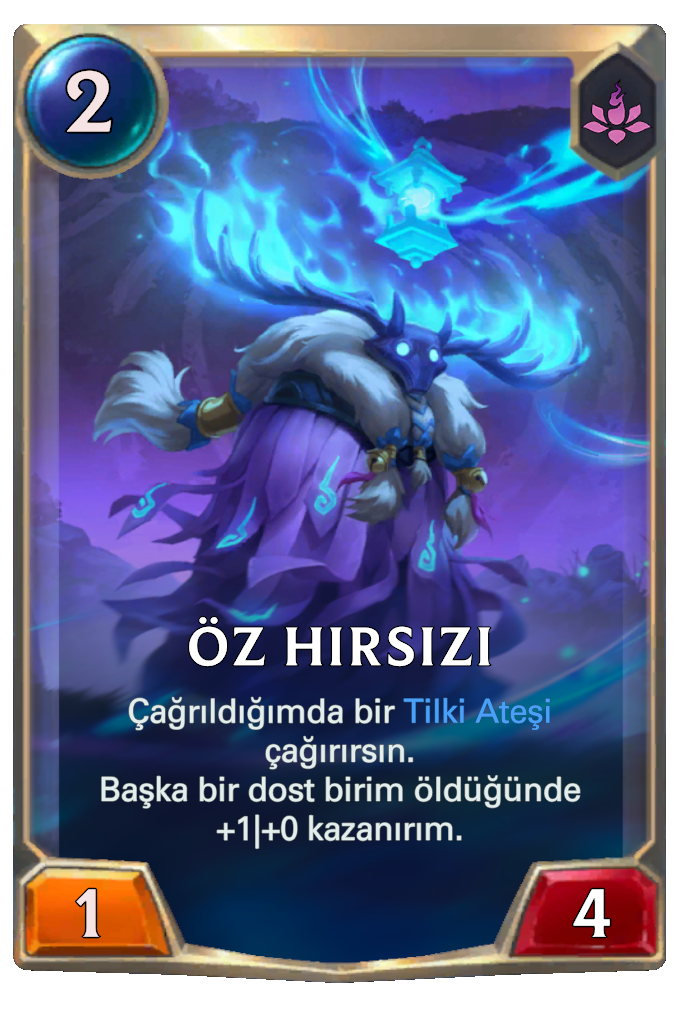 2
ÖZ HIRSIZI
Çağrıldığımda bir Tilki Ateşi
çağırırsın.
Başka bir dost birim öldüğünde
+1|+0 kazanırım.
1
4